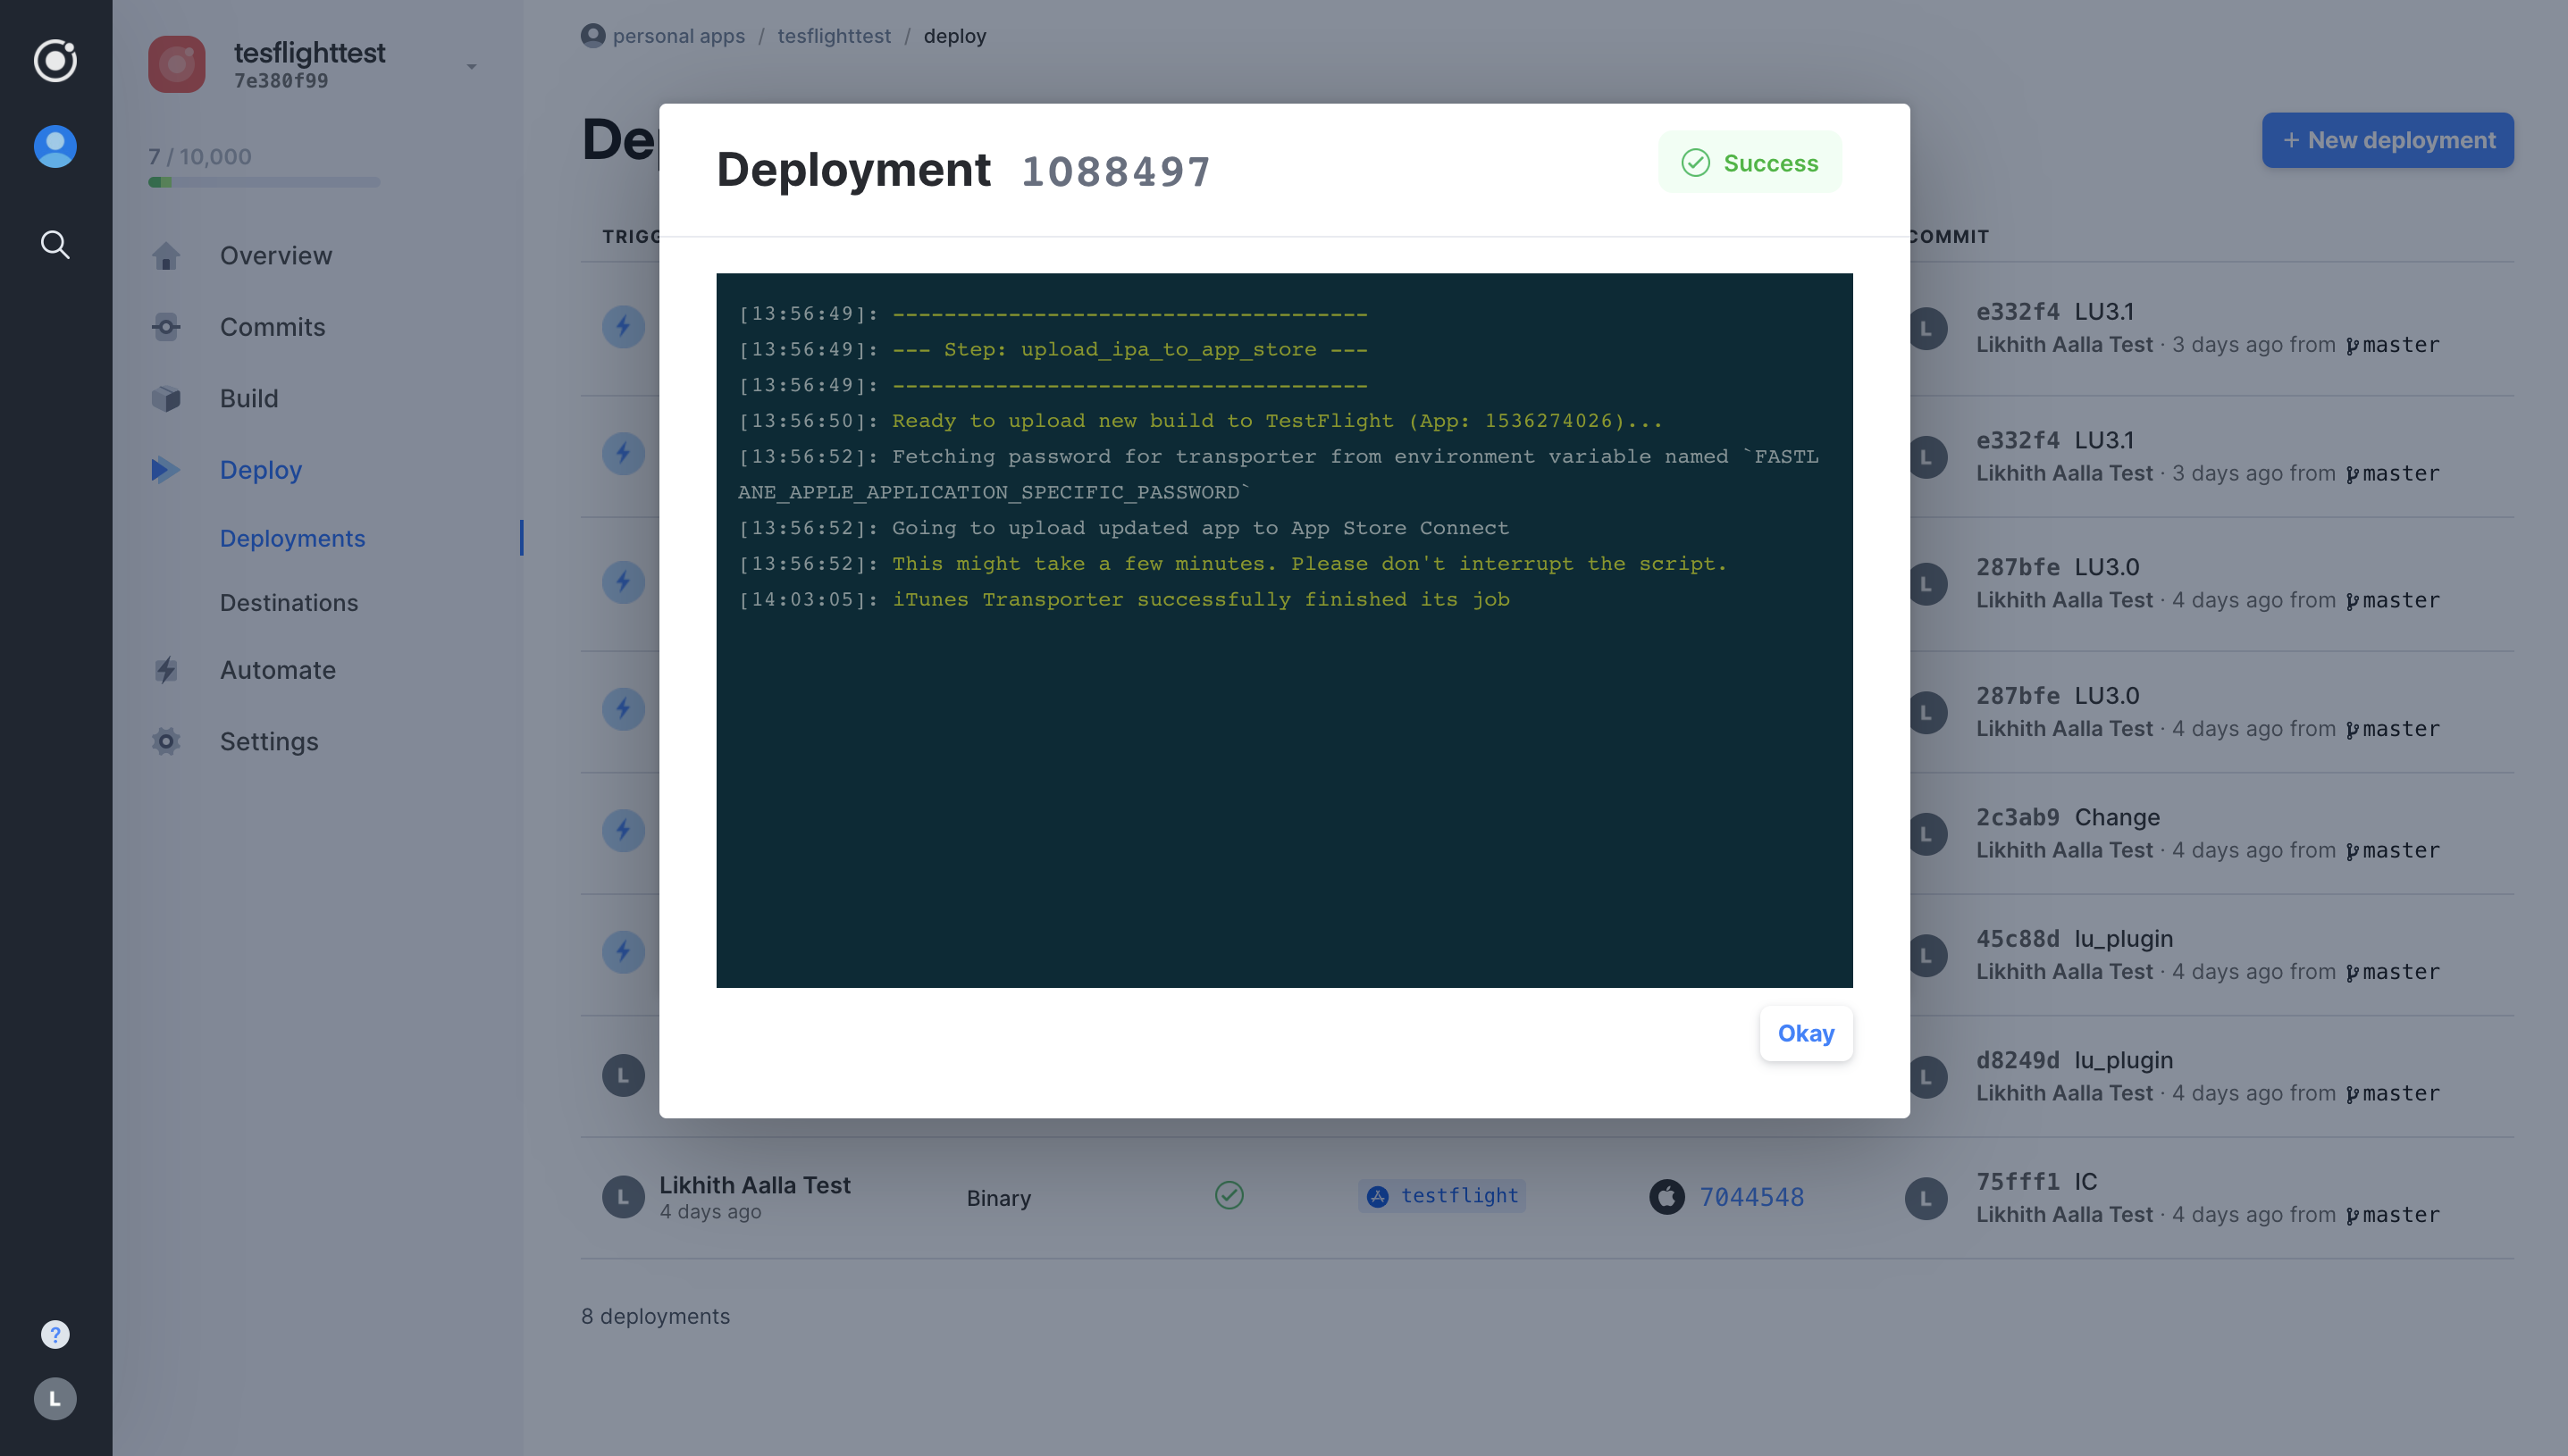 tesflighttest
7e380f99
7 / 10,000
Overview
Commits
Build
Deploy
Deployments
Destinations
Automate
Settings
?
L
personal apps / tesflighttest / deploy
+ New deployment
Deployment 1088497
Success
[13:56:49]: -------------------------------------
[13:56:49]: --- Step: upload_ipa_to_app_store ---
[13:56:49]: -------------------------------------
[13:56:50]: Ready to upload new build to TestFlight (App: 1536274026)...
[13:56:52]: Fetching password for transporter from environment variable named `FASTL
ANE_APPLE_APPLICATION_SPECIFIC_PASSWORD`
[13:56:52]: Going to upload updated app to App Store Connect
[13:56:52]: This might take a few minutes. Please don't interrupt the script.
[14:03:05]: iTunes Transporter successfully finished its job
Okay
COMMIT
L e332f4 LU3.1
Likhith Aalla Test · 3 days ago from master
L e332f4 LU3.1
Likhith Aalla Test · 3 days ago from master
L 287bfe LU3.0
Likhith Aalla Test · 4 days ago from master
L 287bfe LU3.0
Likhith Aalla Test · 4 days ago from master
L 2c3ab9 Change
Likhith Aalla Test · 4 days ago from master
L 45c88d lu_plugin
Likhith Aalla Test · 4 days ago from master
L
L d8249d lu_plugin
Likhith Aalla Test · 4 days ago from master
L Likhith Aalla Test
4 days ago
Binary
testflight
7044548
L 75fff1 IC
Likhith Aalla Test · 4 days ago from master
8 deployments